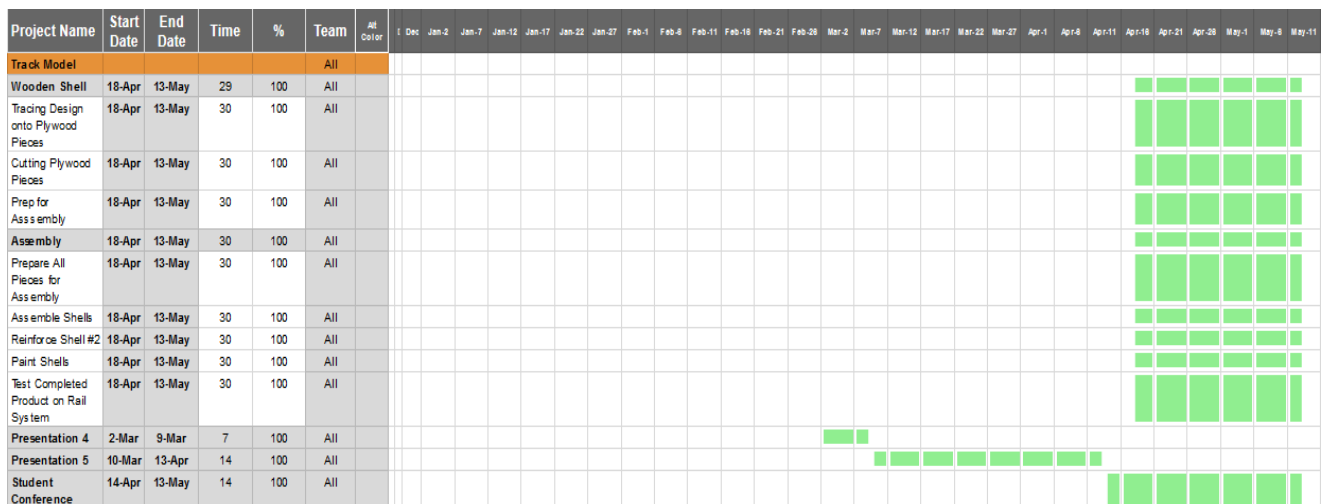 Project Name Start Date End Date Time % Team Alt Color Dec Jan-2 Jan-7 Jan-12 Jan-17 Jan-22 Jan-27 Feb-1 Feb-6 Feb-11 Feb-16 Feb-21 Feb-26 Mar-2 Mar-7 Mar-12 Mar-17 Mar-22 Mar-27 Apr-1 Apr-6 Apr-11 Apr-16 Apr-21 Apr-26 May-1 May-6 May-11
Track Model All
Wooden Shell 18-Apr 13-May 29 100 All
Tracing Design 18-Apr 13-May 30 100 All
onto Plywood
Pieces
Cutting Plywood 18-Apr 13-May 30 100 All
Pieces
Prep for 18-Apr 13-May 30 100 All
Asssembly
Assembly 18-Apr 13-May 30 100 All
Prepare All 18-Apr 13-May 30 100 All
Pieces for
Assembly
Assemble Shells 18-Apr 13-May 30 100 All
Reinforce Shell #2 18-Apr 13-May 30 100 All
Paint Shells 18-Apr 13-May 30 100 All
Test Completed 18-Apr 13-May 30 100 All
Product on Rail
System
Presentation 4 2-Mar 9-Mar 7 100 All
Presentation 5 10-Mar 13-Apr 14 100 All
Student 14-Apr 13-May 14 100 All
Conference